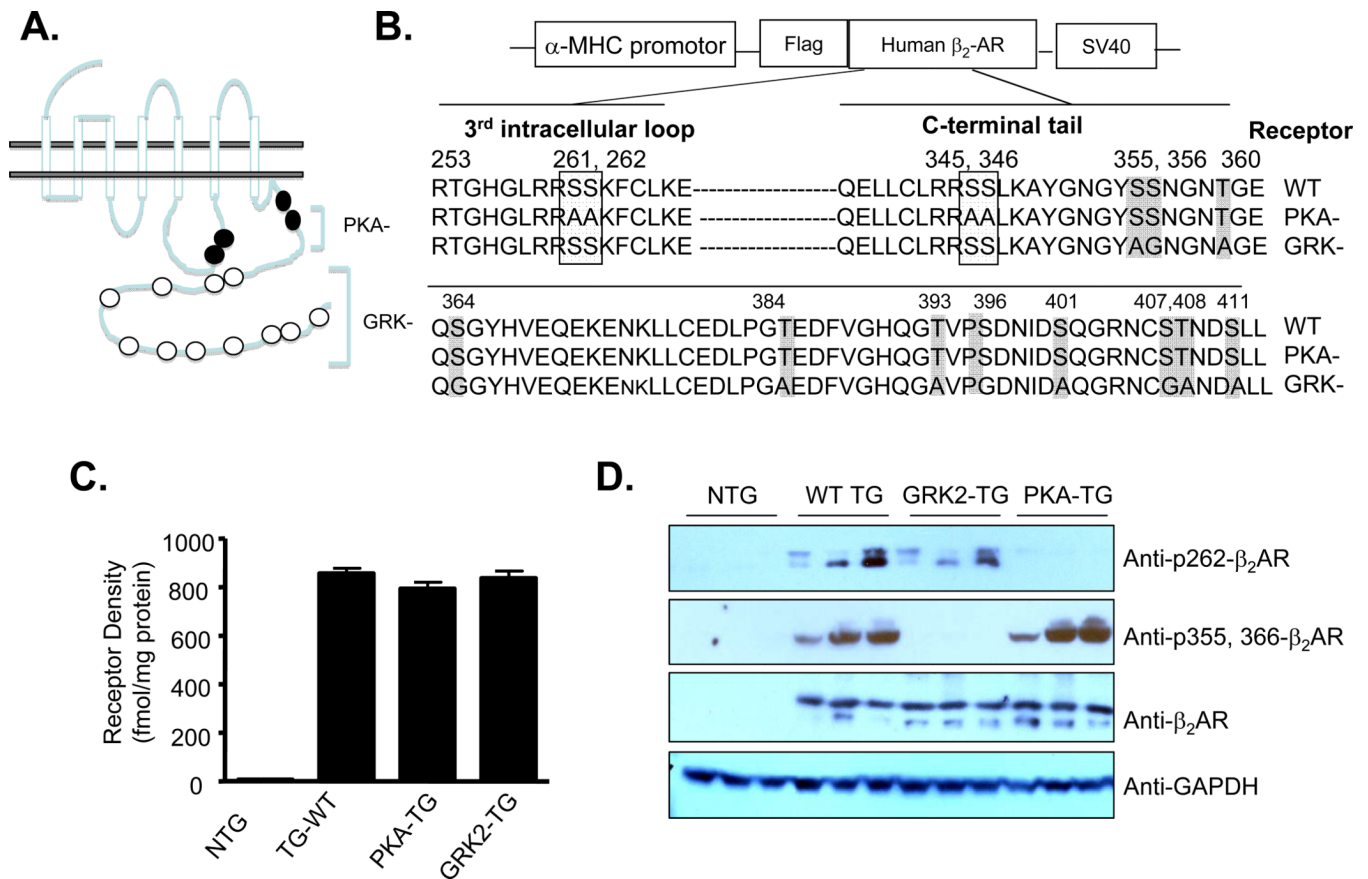 A.
PKA-
GRK-
B.
α-MHC promotor Flag Human β2-AR SV40
3rd intracellular loop C-terminal tail Receptor
253 261, 262 345, 346 355, 356 360
RTGHGLRRSSKFCLKE----------------QELLCLRRSSLKAYGNGYSSNGNTGE WT
RTGHGLRRAAKFCLKE----------------QELLCLRRAALKAYGNGYSSNGNTGE PKA-
RTGHGLRRSSKFCLKE----------------QELLCLRRSSLKAYGNGYAGNGNAGE GRK-
364 384 393 396 401 407,408 411
QSGYHVEQEKENKLLCEDLPGTEDFVGHQGTVPSDNIDSQGRNCSTNDSLL WT
QSGYHVEQEKENKLLCEDLPGTEDFVGHQGTVPSDNIDSQGRNCSTNDSLL PKA-
QGGYHVEQEKENKLLCEDLPGAEDFVGHQGAVPGDNIDAQGRNCGANDALL GRK-
C.
Receptor Density
(fmol/mg protein)
1000
800
600
400
200
0
NTG TG-WT PKA-TG GRK2-TG
D.
NTG WT TG GRK2-TG PKA-TG
Anti-p262-β2AR
Anti-p355, 366-β2AR
Anti-β2AR
Anti-GAPDH